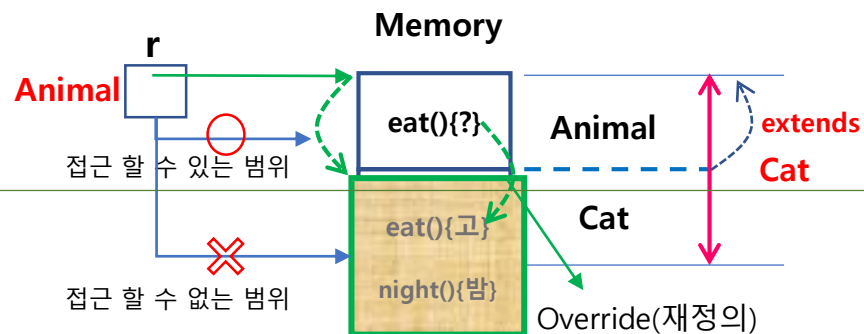 Memory
r
Animal
eat(){?}
Animal
extends
접근 할 수 있는 범위
Cat
Cat
eat(){고}
night(){밤}
접근 할 수 없는 범위
Override(재정의)